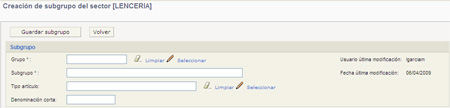 Creación de subgrupo del sector [LENCERIA]
Guardar subgrupo Volver
Subgrupo
Grupo * : Limpiar Seleccionar Usuario última modificación: lgarcam
Subgrupo * : Fecha última modificación: 06/04/2009
Tipo artículo: Limpiar Seleccionar
Denominación corta: